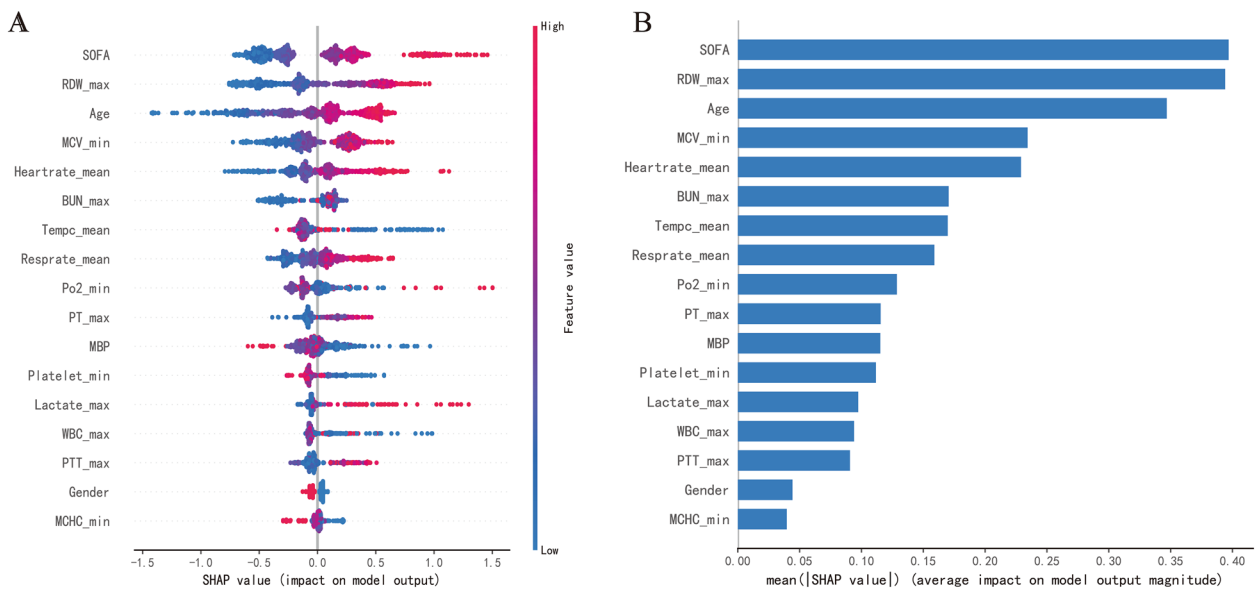 A
High
SOFA
RDW_max
Age
MCV_min
Heartrate_mean
BUN_max
Tempc_mean
Resprate_mean
Po2_min
PT_max
MBP
Platelet_min
Lactate_max
WBC_max
PTT_max
Gender
MCHC_min
Feature value
Low
-1.5 -1.0 -0.5 0.0 0.5 1.0 1.5
SHAP value (impact on model output)
B
SOFA
RDW_max
Age
MCV_min
Heartrate_mean
BUN_max
Tempc_mean
Resprate_mean
Po2_min
PT_max
MBP
Platelet_min
Lactate_max
WBC_max
PTT_max
Gender
MCHC_min
0.00 0.05 0.10 0.15 0.20 0.25 0.30 0.35 0.40
mean(|SHAP value|) (average impact on model output magnitude)